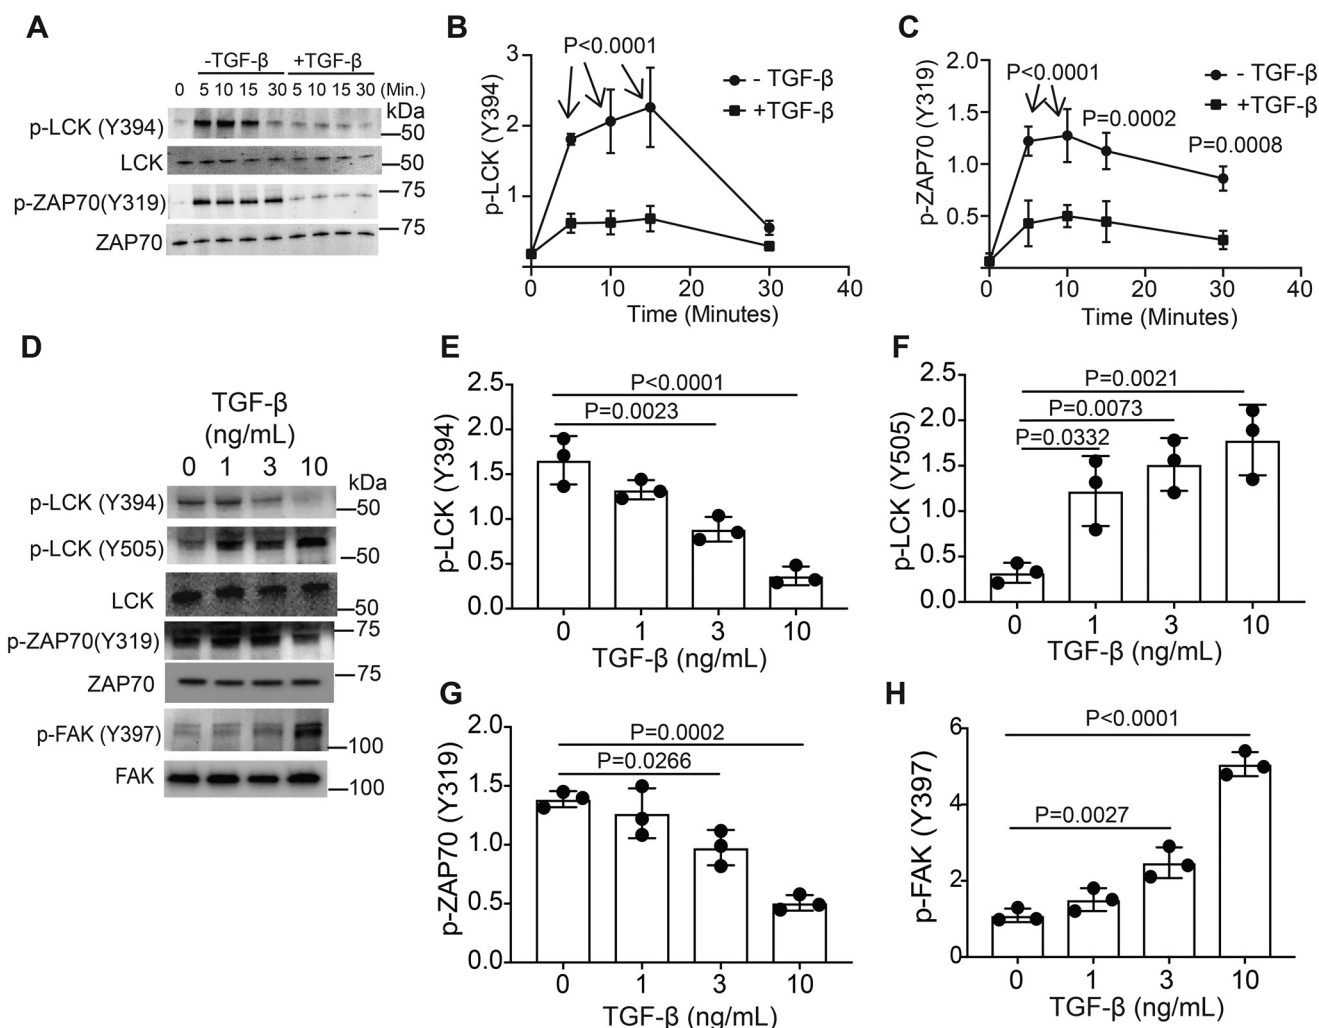 A
-TGF-β +TGF-β
0 5 10 15 30 5 10 15 30 (Min.)
kDa
p-LCK (Y394)
50
LCK
50
p-ZAP70(Y319)
75
ZAP70
75
B
P<0.0001
- TGF-β
+TGF-β
p-LCK (Y394)
3
2
1
0 10 20 30 40
Time (Minutes)
C
P<0.0001
P=0.0002
P=0.0008
- TGF-β
+TGF-β
p-ZAP70 (Y319)
2.0
1.5
1.0
0.5
0 10 20 30 40
Time (Minutes)
D
TGF-β
(ng/mL)
0 1 3 10
kDa
p-LCK (Y394)
50
p-LCK (Y505)
50
LCK
50
p-ZAP70(Y319)
75
ZAP70
75
p-FAK (Y397)
100
FAK
100
E
P<0.0001
P=0.0023
p-LCK (Y394)
2.5
2.0
1.5
1.0
0.5
0.0
0 1 3 10
TGF-β (ng/mL)
F
P=0.0021
P=0.0073
P=0.0332
p-LCK (Y505)
2.5
2.0
1.5
1.0
0.5
0.0
0 1 3 10
TGF-β (ng/mL)
G
P=0.0002
P=0.0266
p-ZAP70 (Y319)
2.0
1.5
1.0
0.5
0.0
0 1 3 10
TGF-β (ng/mL)
H
P<0.0001
P=0.0027
p-FAK (Y397)
6
4
2
0
0 1 3 10
TGF-β (ng/mL)